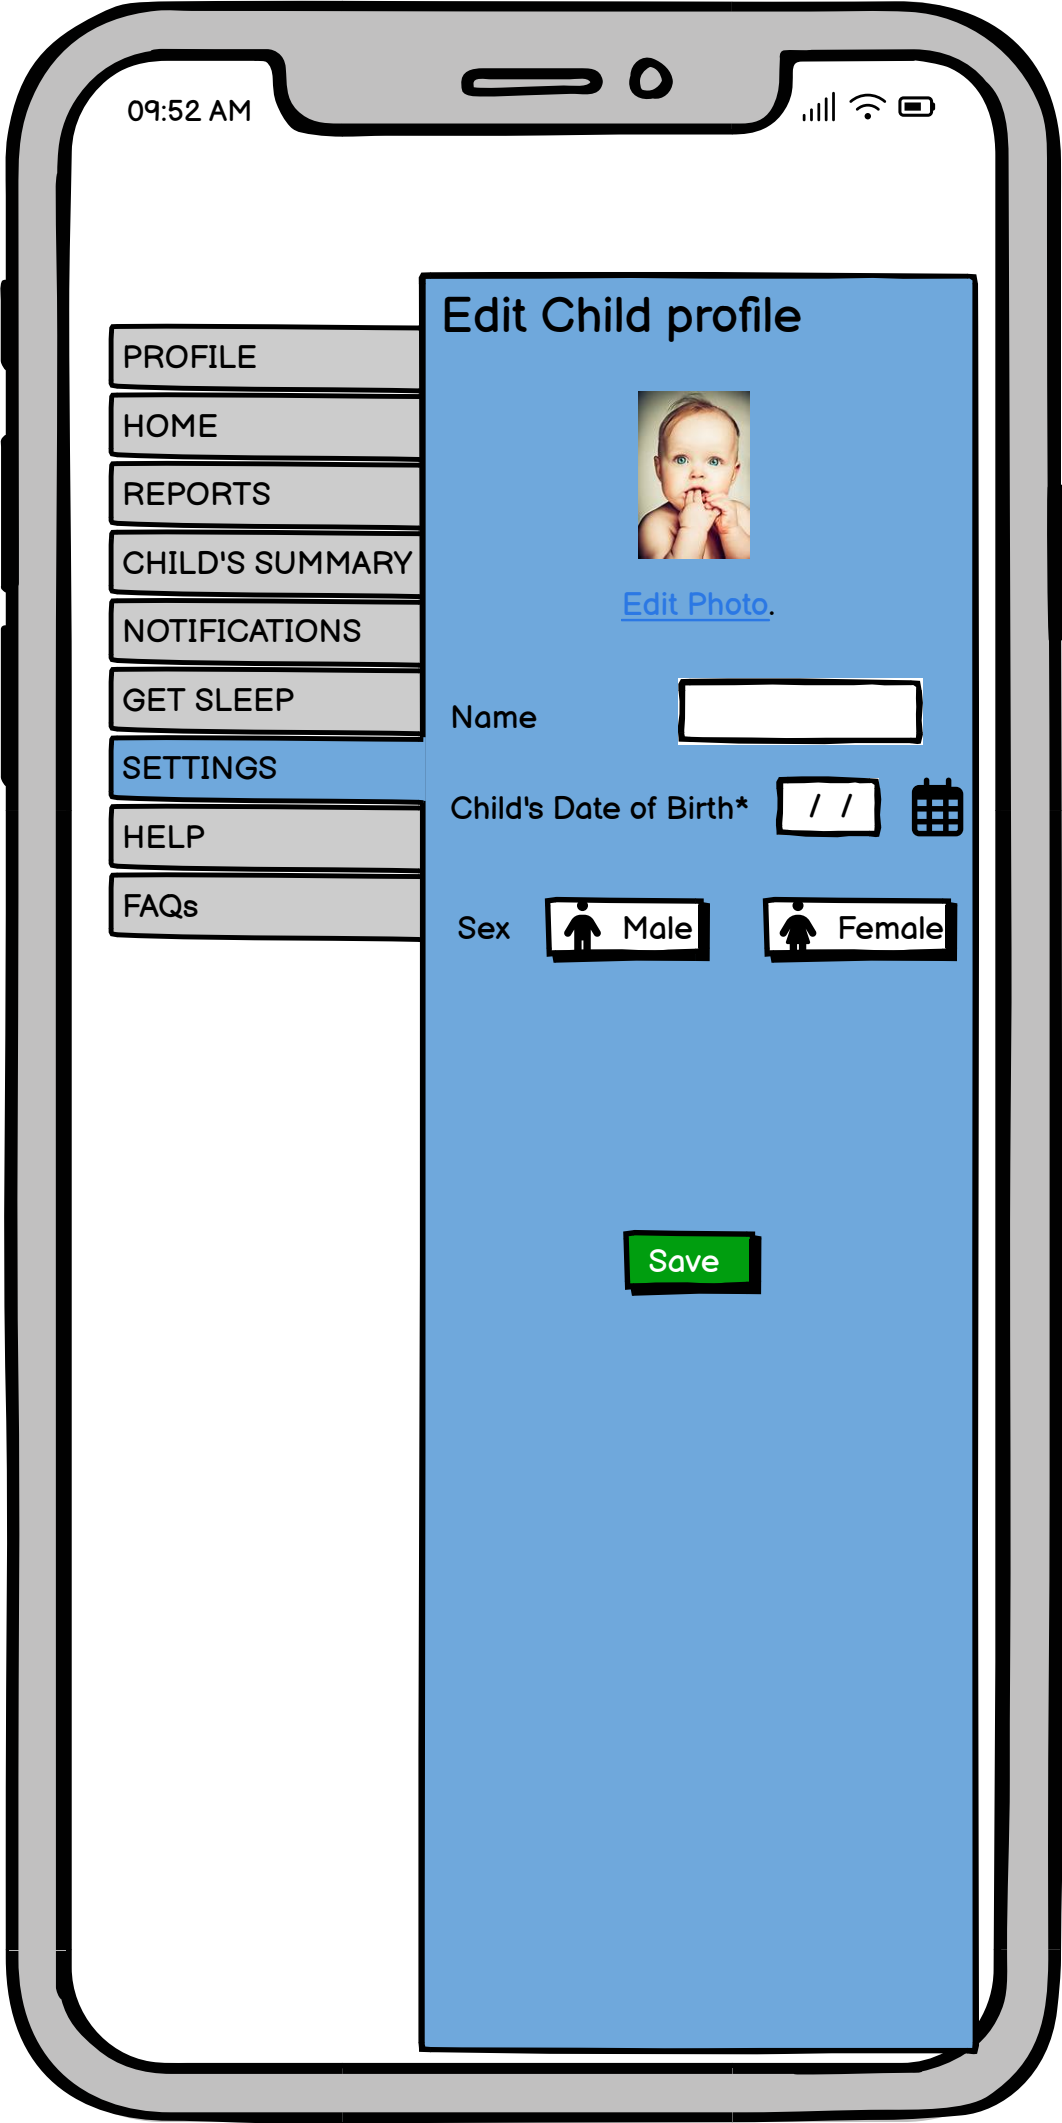 09:52 AM
Edit Child profile
PROFILE
HOME
REPORTS
CHILD'S SUMMARY
NOTIFICATIONS
GET SLEEP
SETTINGS
HELP
FAQs
Edit Photo.
Name
Child's Date of Birth* / /
Sex Male Female
Save